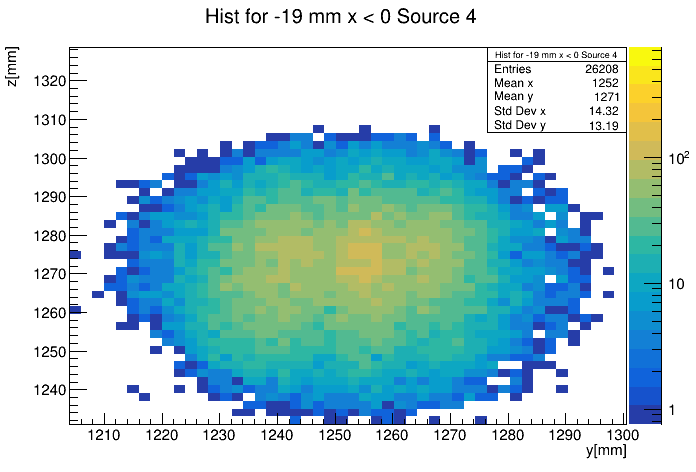 Hist for -19 mm x < 0 Source 4
z[mm]
Hist for -19 mm x < 0 Source 4
Entries 26208
Mean x 1252
Mean y 1271
Std Dev x 14.32
Std Dev y 13.19
1320
1310
1300
1290
1280
1270
1260
1250
1240
1210 1220 1230 1240 1250 1260 1270 1280 1290 1300
y[mm]
10²
10
1